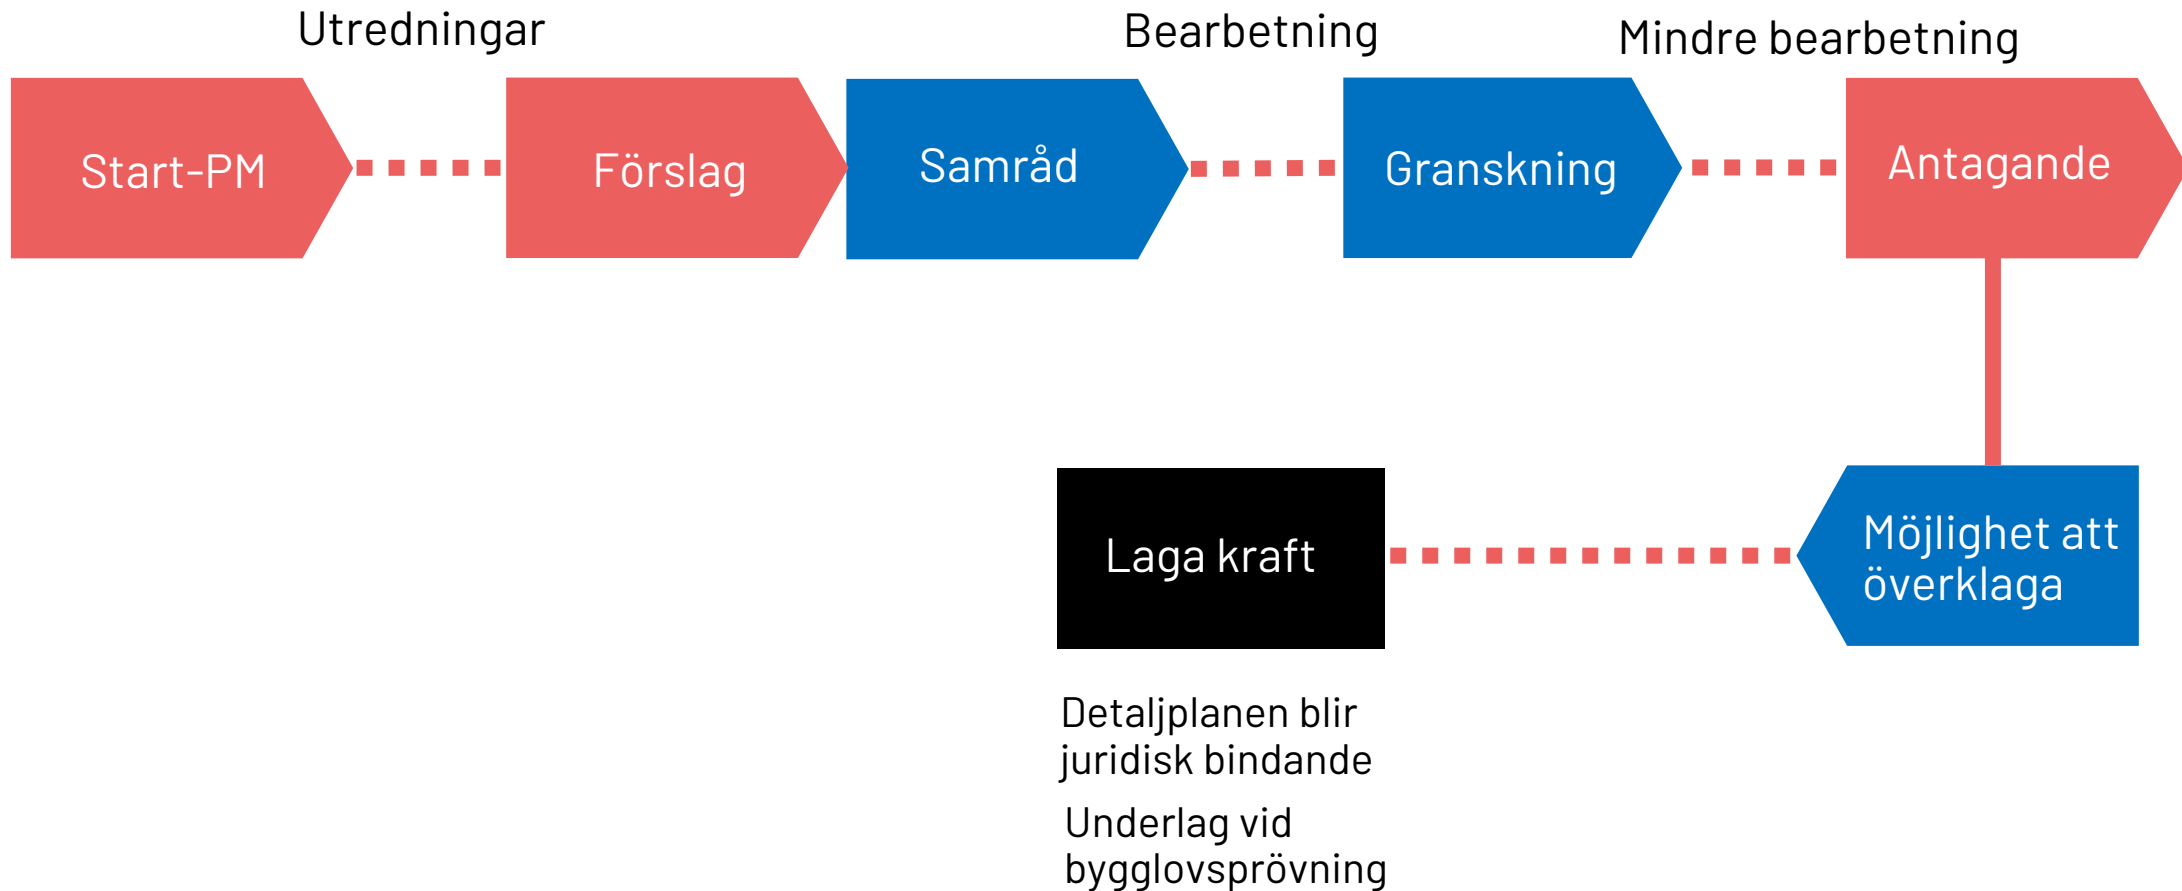 Utredningar
Bearbetning
Mindre bearbetning
Start-PM
Förslag
Samråd
Granskning
Antagande
Möjlighet att
överklaga
Laga kraft
Detaljplanen blir
juridisk bindande
Underlag vid
bygglovsprövning